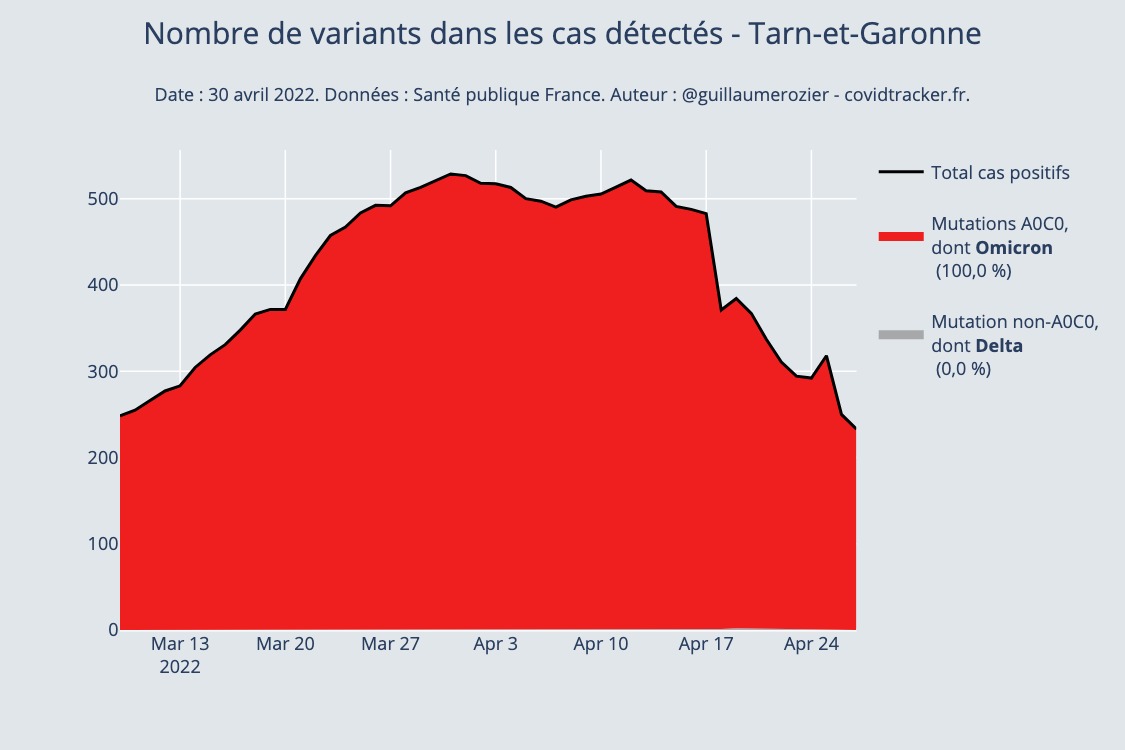 Nombre de variants dans les cas détectés - Tarn-et-Garonne
Date : 30 avril 2022. Données : Santé publique France. Auteur : @guillaumerozier - covidtracker.fr.
500
400
300
200
100
0
Mar 13
2022
Mar 20
Mar 27
Apr 3
Apr 10
Apr 17
Apr 24
Total cas positifs
Mutations A0C0,
dont Omicron
(100,0 %)
Mutation non-A0C0,
dont Delta
(0,0 %)